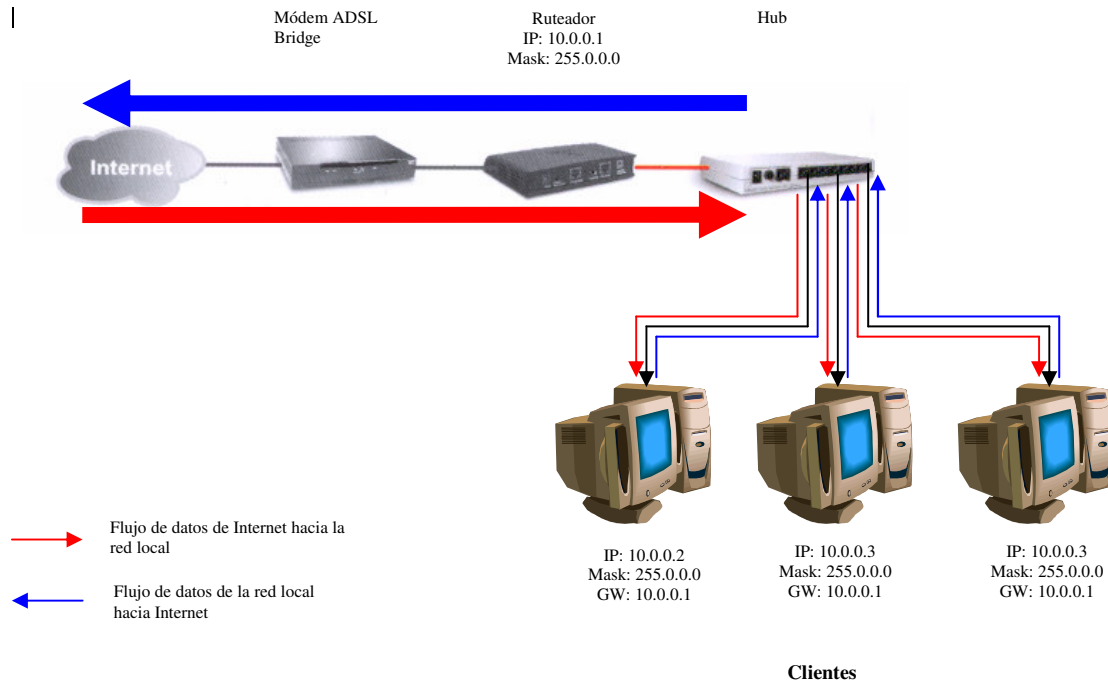 Módem ADSL
Bridge
Ruteador
IP: 10.0.0.1
Mask: 255.0.0.0
Hub
Internet
Flujo de datos de Internet hacia la
red local
Flujo de datos de la red local
hacia Internet
IP: 10.0.0.2
Mask: 255.0.0.0
GW: 10.0.0.1
IP: 10.0.0.3
Mask: 255.0.0.0
GW: 10.0.0.1
IP: 10.0.0.3
Mask: 255.0.0.0
GW: 10.0.0.1
Clientes